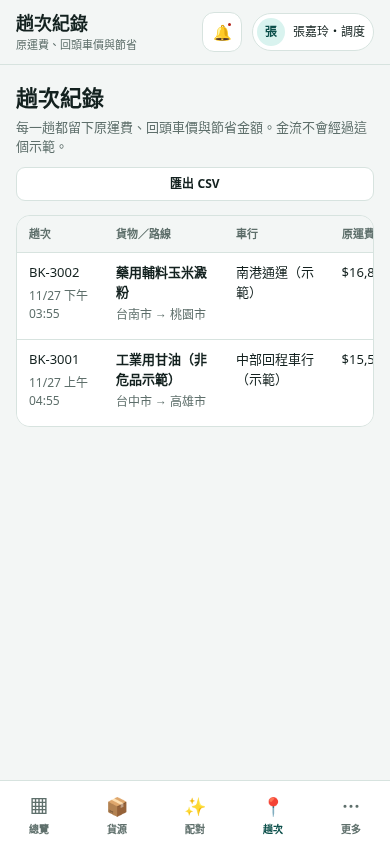 趟次紀錄
原運費、回頭車價與節省
張
張嘉玲・調度
趟次紀錄
每一趟都留下原運費、回頭車價與節省金額。金流不會經過這
個示範。
匯出 CSV
趟次 貨物／路線 車行 原運費
BK-3002
11/27 下午
03:55
藥用輔料玉米澱
粉
台南市 → 桃園市
南港通運（示
範）
$16,8
BK-3001
11/27 上午
04:55
工業用甘油（非
危品示範）
台中市 → 高雄市
中部回程車行
（示範）
$15,5
總覽
貨源
配對
趟次
更多